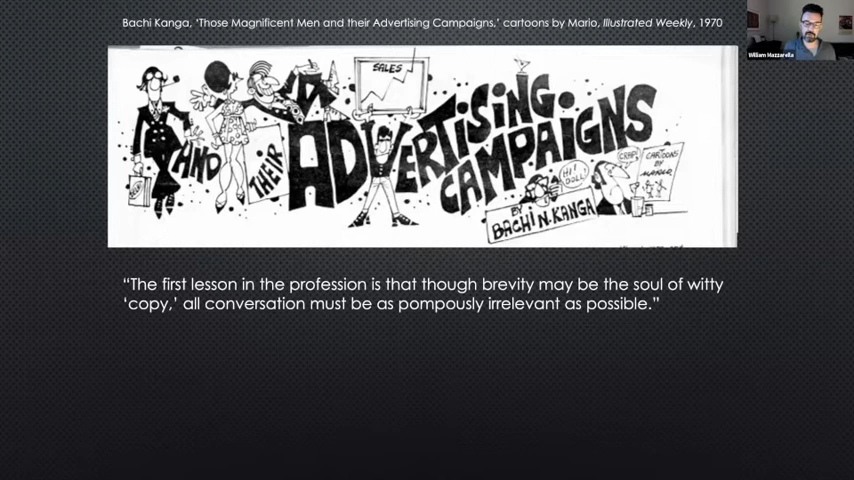 Bachi Kanga, ‘Those Magnificent Men and their Advertising Campaigns,’ cartoons by Mario, Illustrated Weekly, 1970
William Mazzarella
SALES
AND
THEIR
ADVERTISING
CAMPAIGNS
HI!
CRAP!
CARTOONS
BY
MARIO
BY
BACHI N. KANGA
“The first lesson in the profession is that though brevity may be the soul of witty
‘copy,’ all conversation must be as pompously irrelevant as possible.”